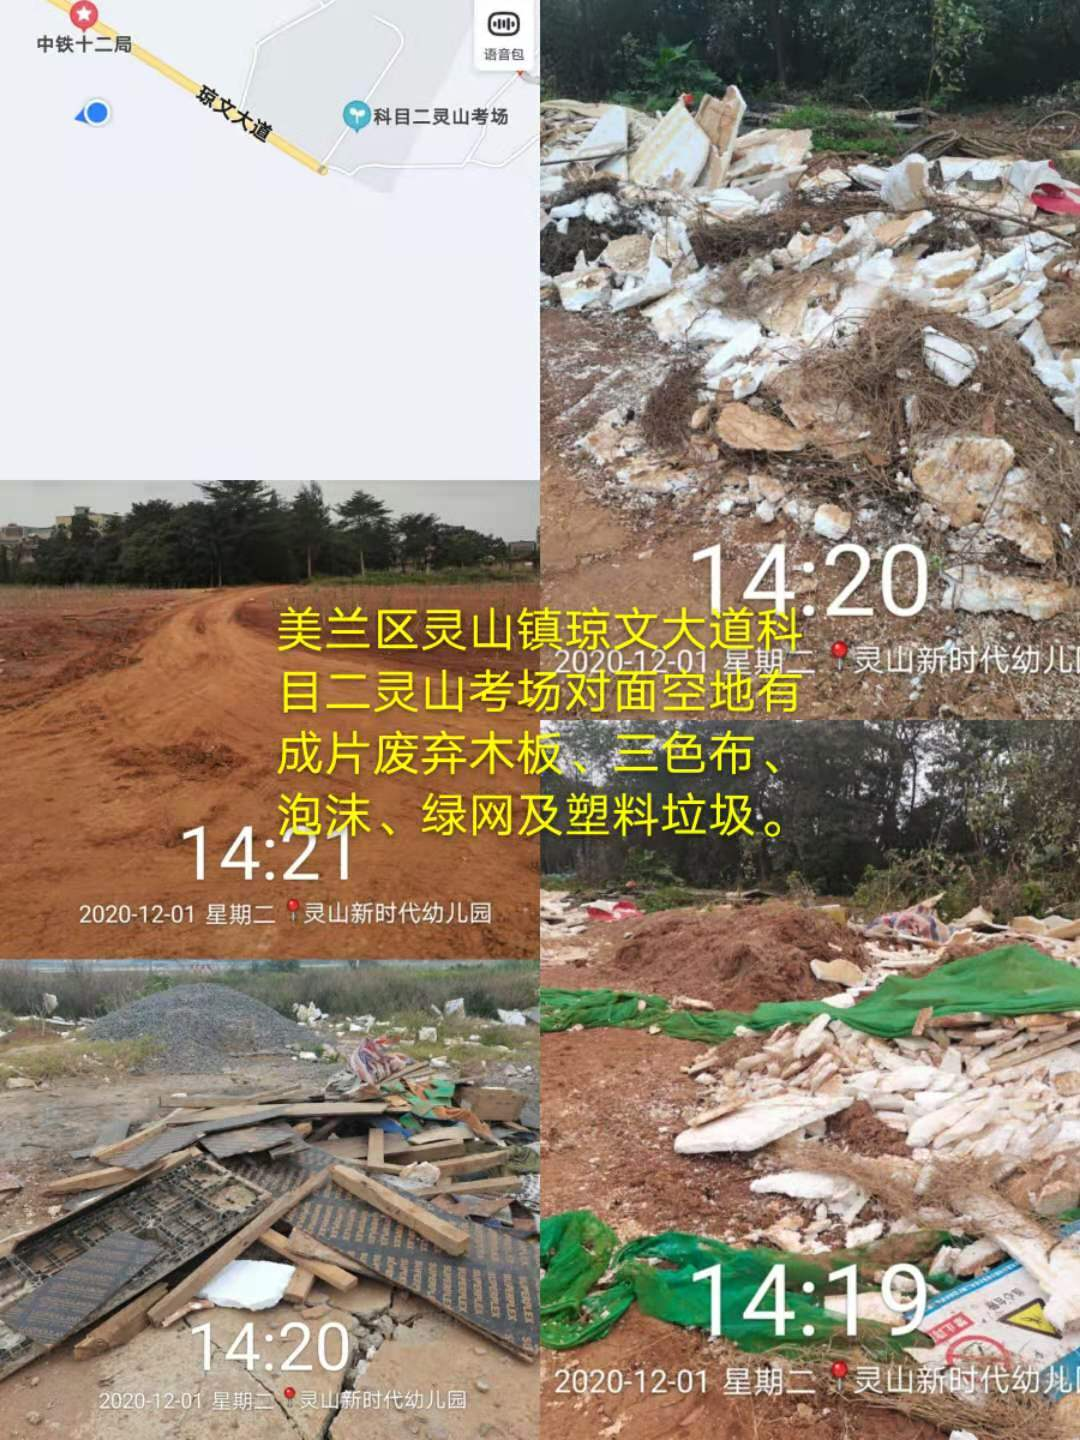 中铁十二局
语音包
琼文大道
科目二灵山考场
14:20
2020-12-01 星期二 灵山新时代幼儿
美兰区灵山镇琼文大道科
目二灵山考场对面空地有
成片废弃木板、三色布、
泡沫、绿网及塑料垃圾。
14:21
2020-12-01 星期二 灵山新时代幼儿园
14:20
2020-12-01 星期二 灵山新时代幼儿园
14:19
2020-12-01 星期二 灵山新时代幼儿